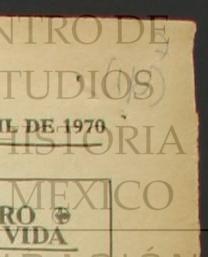 NTRO DE
TUDIOS
IL DE 1970
HISTORIA
MEXICO
RO
VIDA